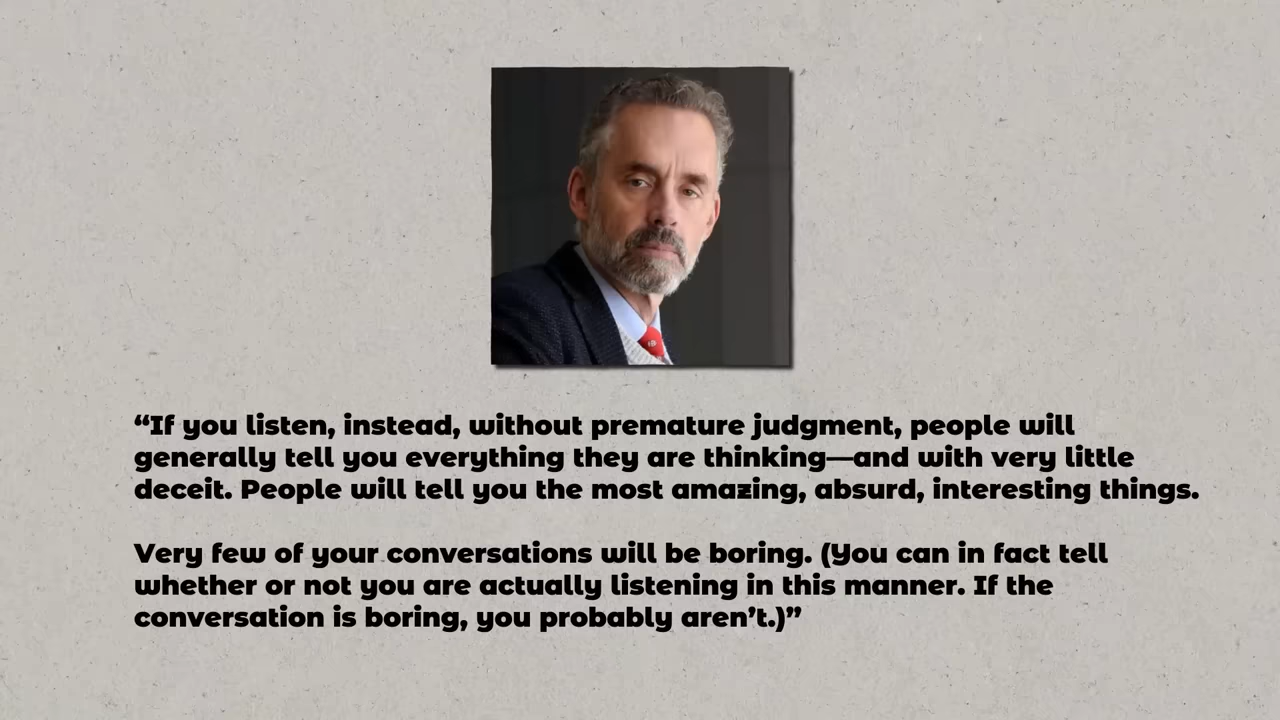 “If you listen, instead, without premature judgment, people will
generally tell you everything they are thinking—and with very little
deceit. People will tell you the most amazing, absurd, interesting things.
Very few of your conversations will be boring. (You can in fact tell
whether or not you are actually listening in this manner. If the
conversation is boring, you probably aren’t.)”